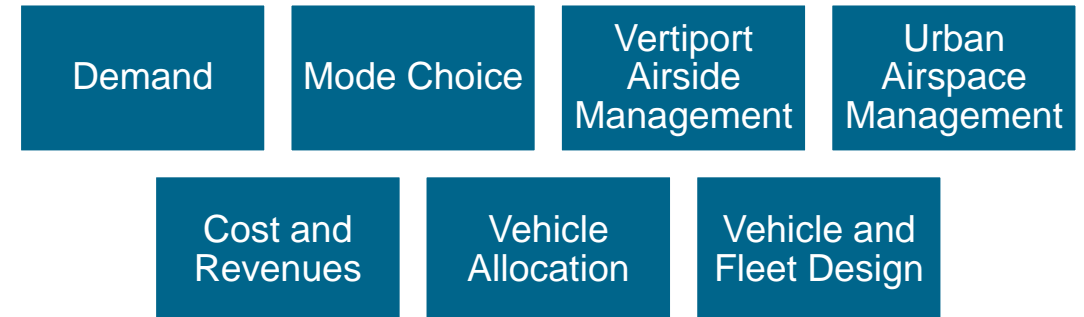 Demand
Mode Choice
Vertiport
Airside
Management
Urban
Airspace
Management
Cost and
Revenues
Vehicle
Allocation
Vehicle and
Fleet Design